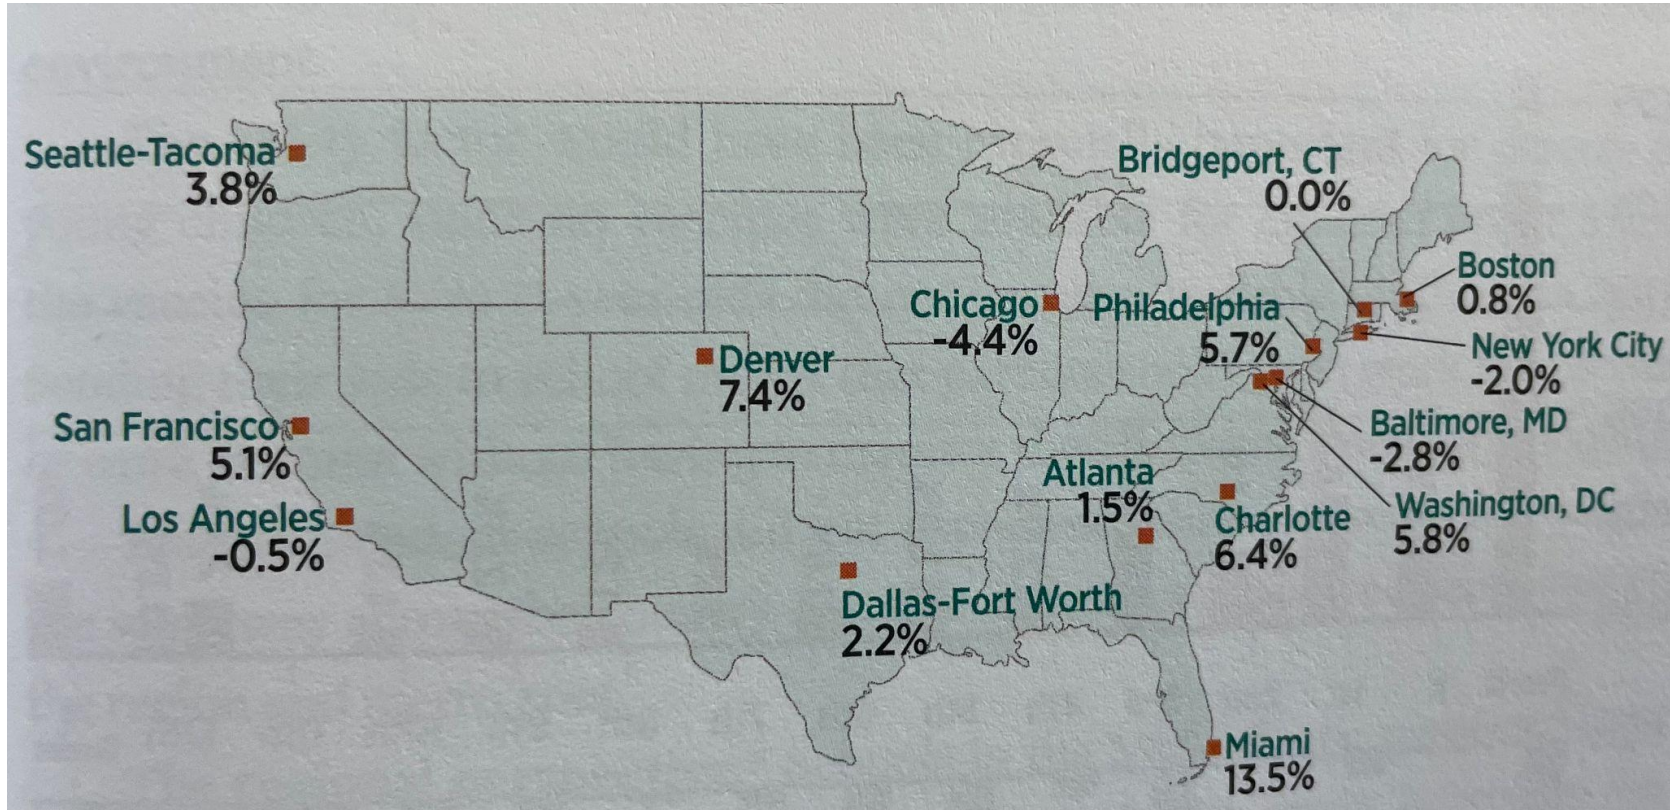 Seattle-Tacoma
3.8%
Bridgeport, CT
0.0%
Boston
0.8%
Chicago
-4.4%
Philadelphia
5.7%
New York City
-2.0%
Denver
7.4%
Baltimore, MD
-2.8%
San Francisco
5.1%
Atlanta
1.5%
Washington, DC
5.8%
Los Angeles
-0.5%
Charlotte
6.4%
Dallas-Fort Worth
2.2%
Miami
13.5%